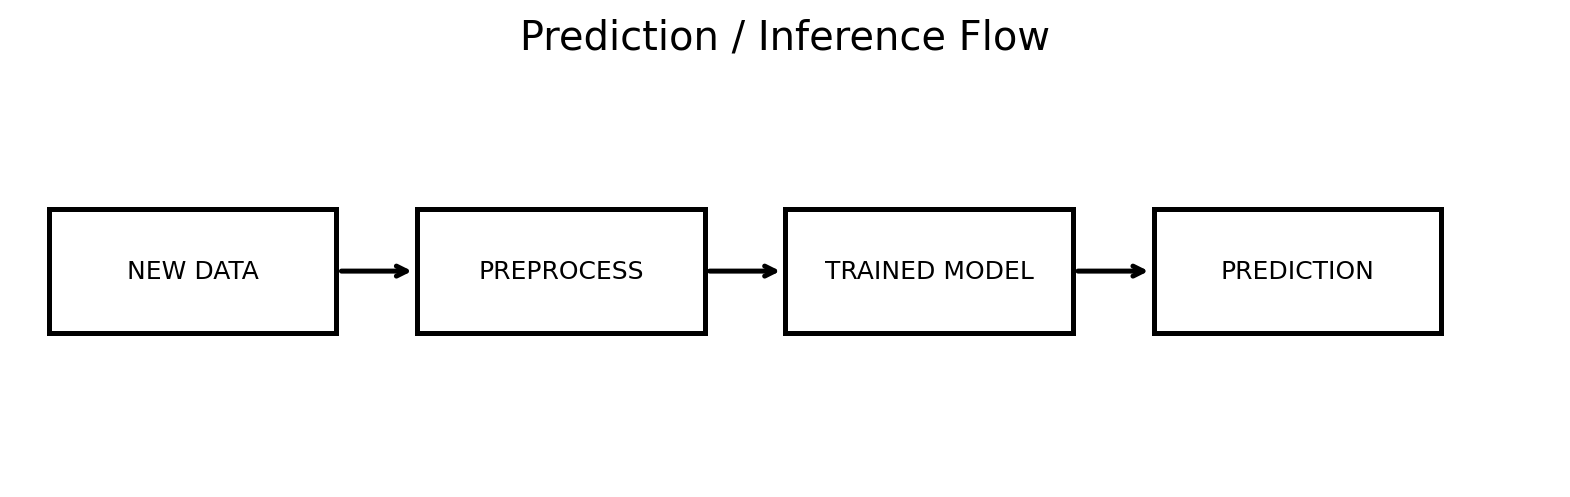 Prediction / Inference Flow
NEW DATA
PREPROCESS
TRAINED MODEL
PREDICTION